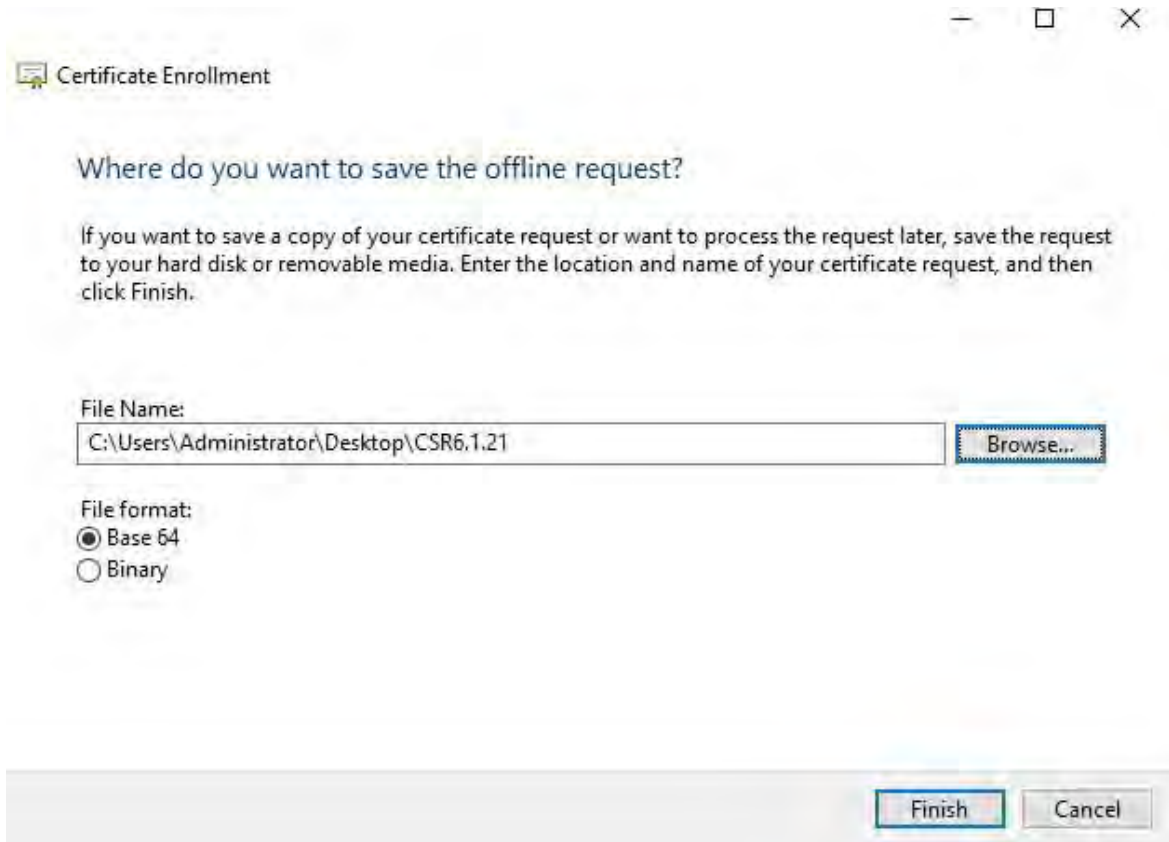 Certificate Enrollment
Where do you want to save the offline request?
If you want to save a copy of your certificate request or want to process the request later, save the request
to your hard disk or removable media. Enter the location and name of your certificate request, and then
click Finish.
File Name:
C:\Users\Administrator\Desktop\CSR6.1.21
Browse...
File format:
Base 64
Binary
Finish
Cancel